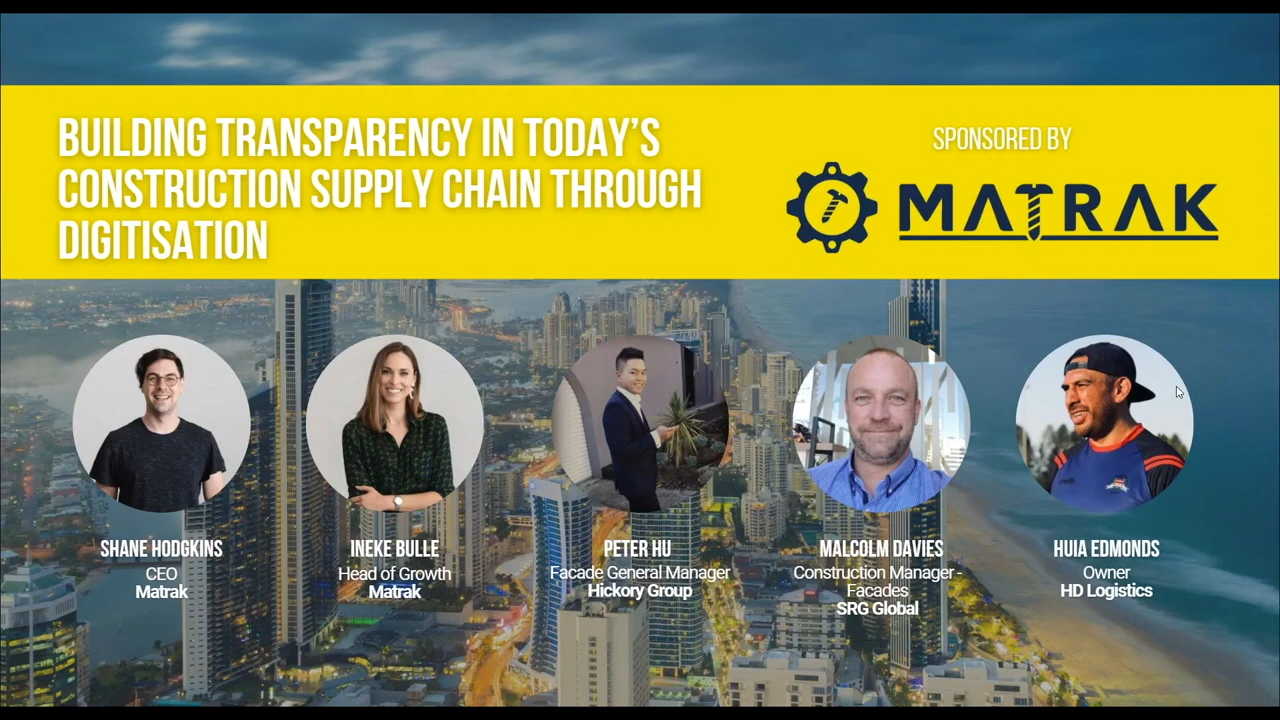 BUILDING TRANSPARENCY IN TODAY'S
CONSTRUCTION SUPPLY CHAIN THROUGH
DIGITISATION
SPONSORED BY
MATRAK
SHANE HODGKINS
CEO
Matrak
INEKE BULLE
Head of Growth
Matrak
PETER HU
Facade General Manager
Hickory Group
MALCOLM DAVIES
Construction Manager -
Facades
SRG Global
HUIA EDMONDS
Owner
HD Logistics